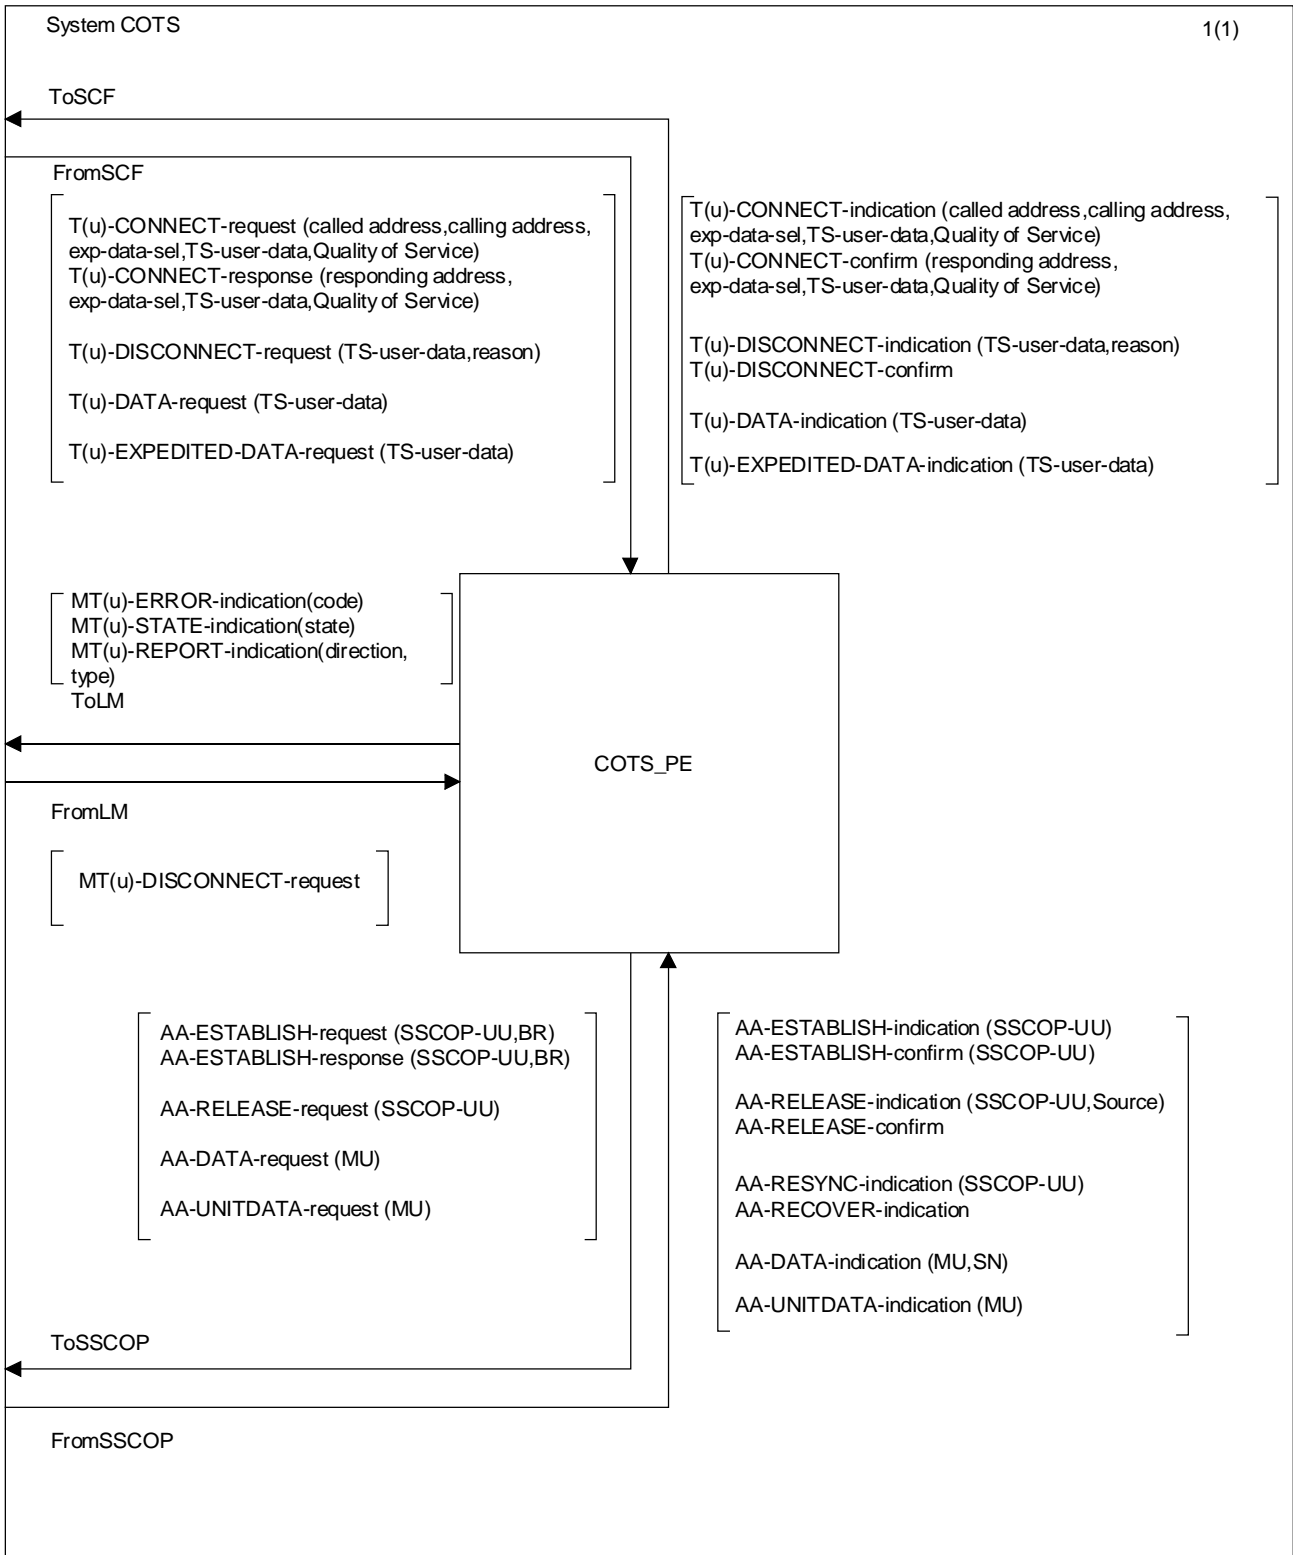 System COTS
1(1)
ToSCF
FromSCF
T(u)-CONNECT-request (called address,calling address,
exp-data-sel,TS-user-data,Quality of Service)
T(u)-CONNECT-response (responding address,
exp-data-sel,TS-user-data,Quality of Service)
T(u)-DISCONNECT-request (TS-user-data,reason)
T(u)-DATA-request (TS-user-data)
T(u)-EXPEDITED-DATA-request (TS-user-data)
T(u)-CONNECT-indication (called address,calling address,
exp-data-sel,TS-user-data,Quality of Service)
T(u)-CONNECT-confirm (responding address,
exp-data-sel,TS-user-data,Quality of Service)
T(u)-DISCONNECT-indication (TS-user-data,reason)
T(u)-DISCONNECT-confirm
T(u)-DATA-indication (TS-user-data)
T(u)-EXPEDITED-DATA-indication (TS-user-data)
MT(u)-ERROR-indication(code)
MT(u)-STATE-indication(state)
MT(u)-REPORT-indication(direction,
type)
ToLM
COTS_PE
FromLM
MT(u)-DISCONNECT-request
AA-ESTABLISH-request (SSCOP-UU,BR)
AA-ESTABLISH-response (SSCOP-UU,BR)
AA-RELEASE-request (SSCOP-UU)
AA-DATA-request (MU)
AA-UNITDATA-request (MU)
AA-ESTABLISH-indication (SSCOP-UU)
AA-ESTABLISH-confirm (SSCOP-UU)
AA-RELEASE-indication (SSCOP-UU,Source)
AA-RELEASE-confirm
AA-RESYNC-indication (SSCOP-UU)
AA-RECOVER-indication
AA-DATA-indication (MU,SN)
AA-UNITDATA-indication (MU)
ToSSCOP
FromSSCOP